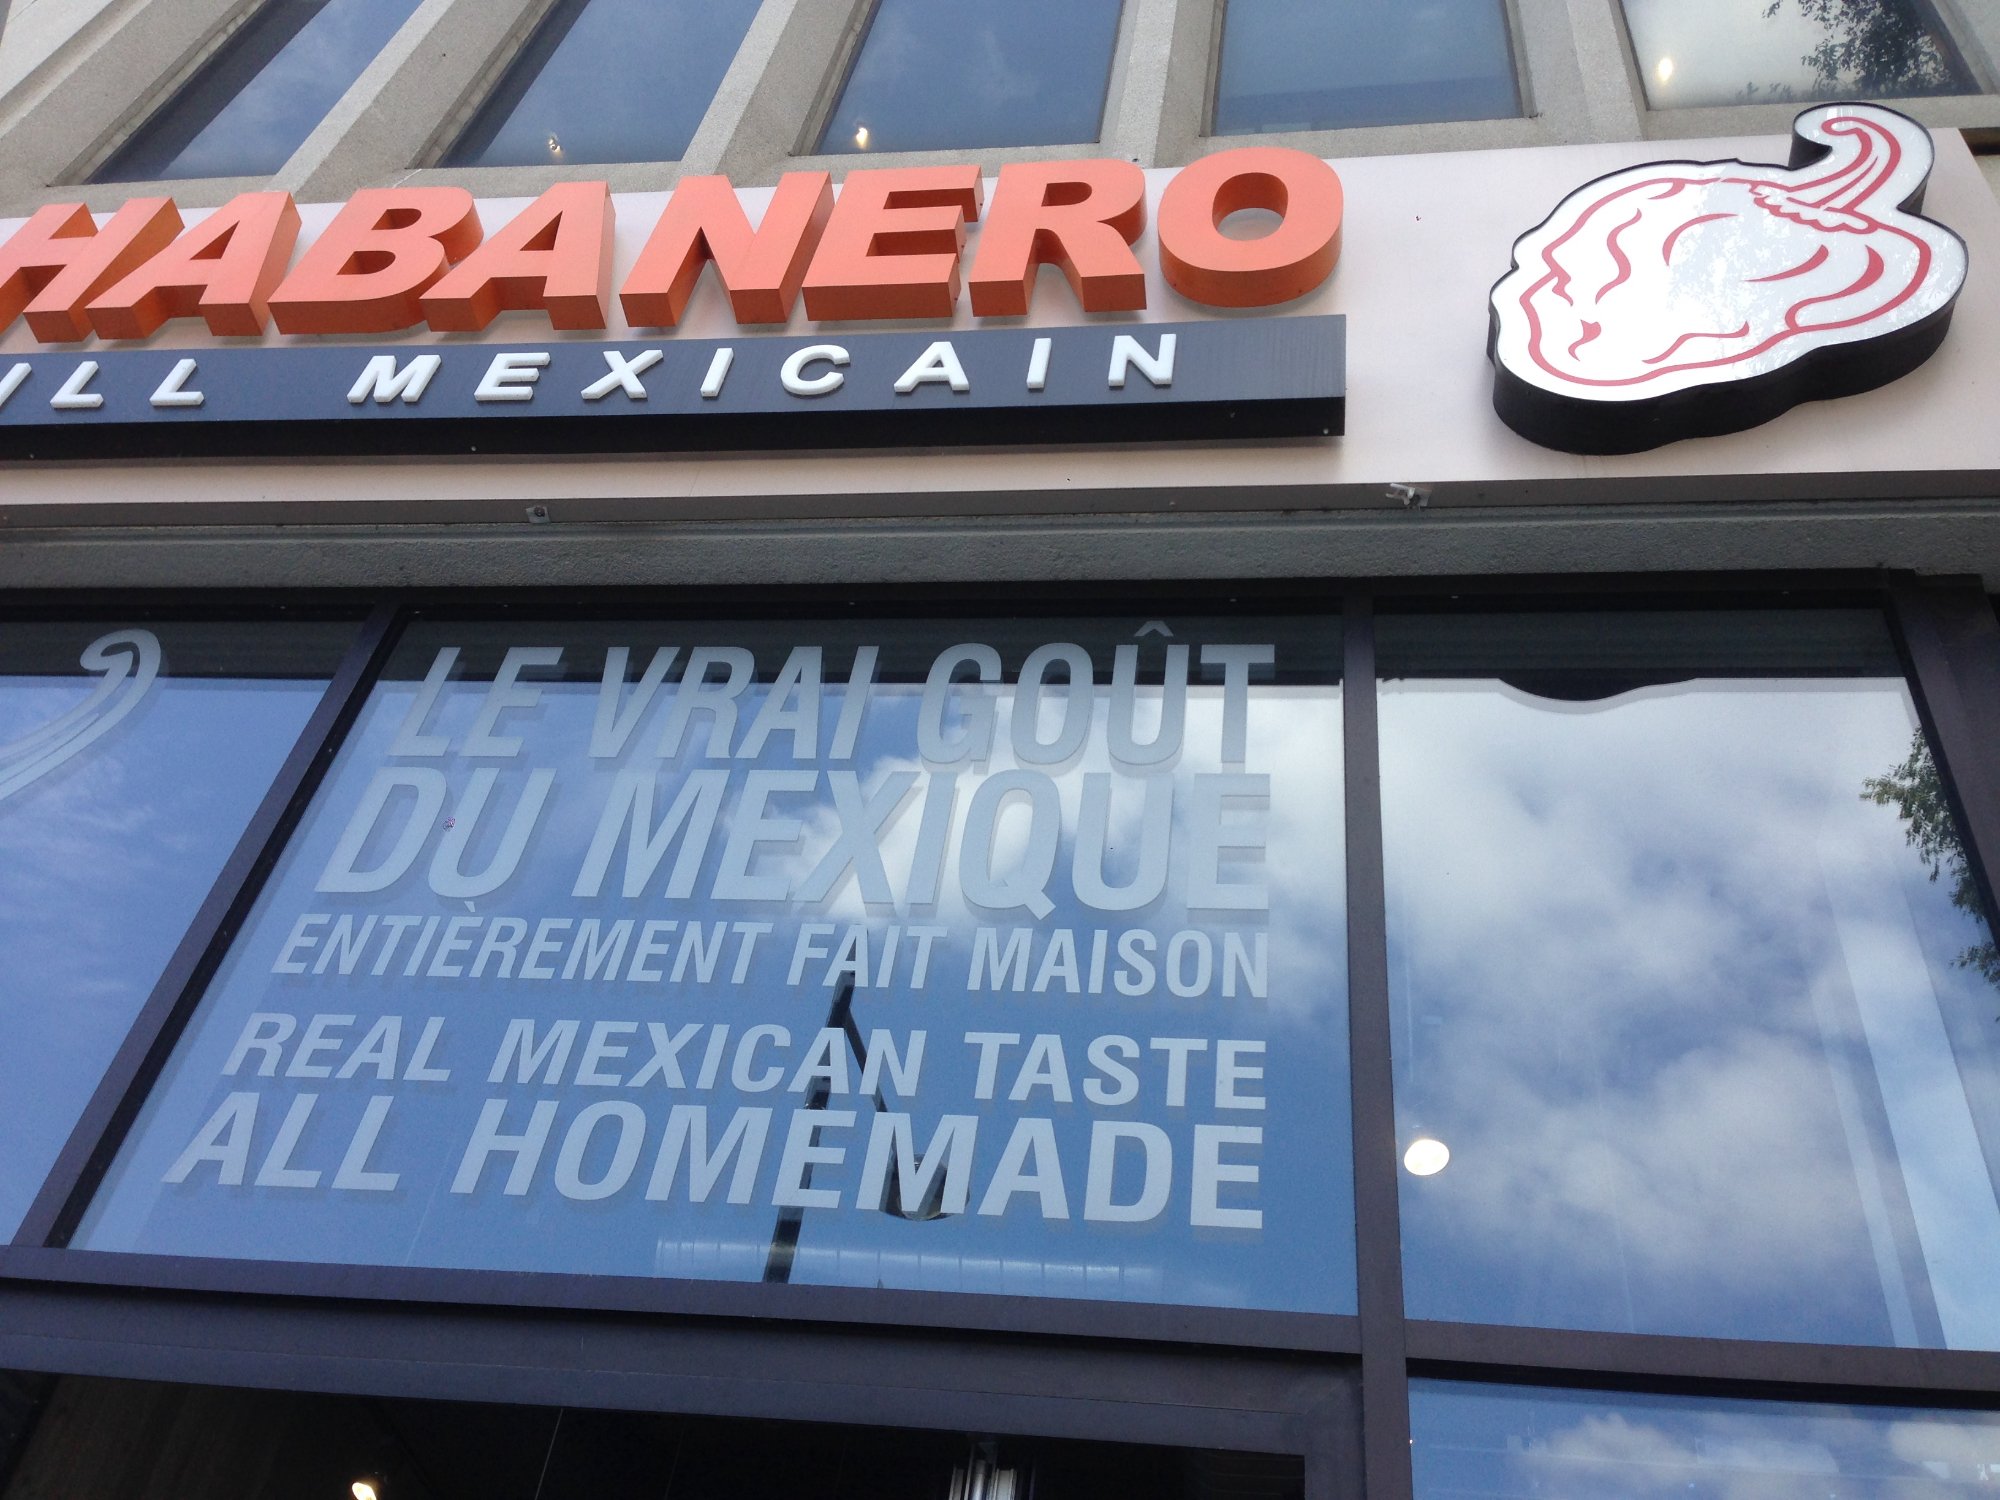 HABANERO
ILL MEXICAIN
LE VRAI GOÛT
DU MEXIQUE
ENTIÈREMENT FAIT MAISON
REAL MEXICAN TASTE
ALL HOMEMADE